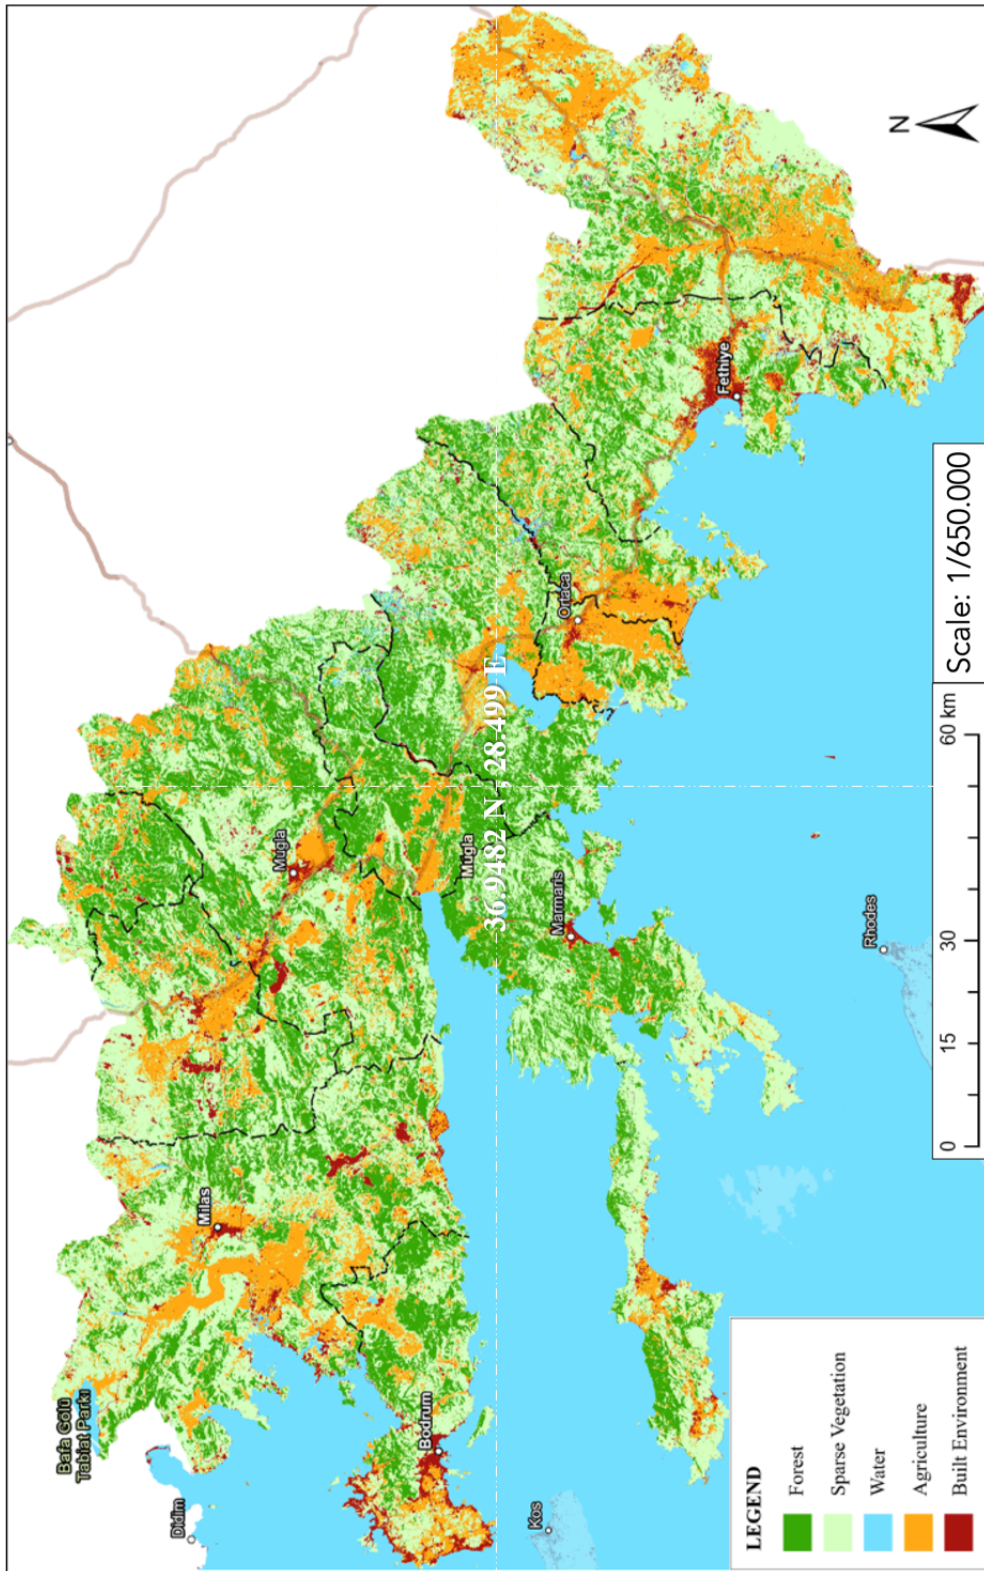 Bafa Golu
Tabiat Parkı
Didim
Milas
Mugla
Bodrum
Mugla
36.9482 N , 28.499 E
Kos
Marmaris
Ortaca
Fethiye
Rhodes
N
LEGEND
Forest
Sparse Vegetation
Water
Agriculture
Built Environment
0 15 30 60 km
Scale: 1/650.000